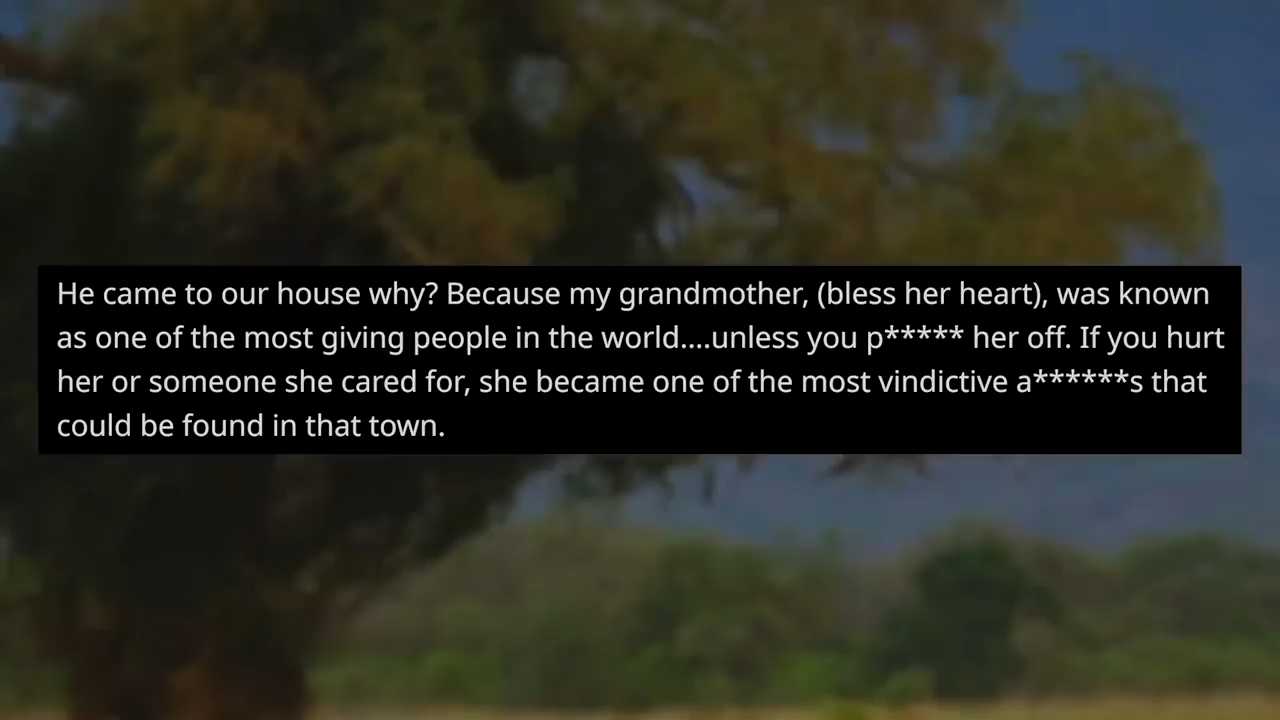 He came to our house why? Because my grandmother, (bless her heart), was known
as one of the most giving people in the world....unless you p***** her off. If you hurt
her or someone she cared for, she became one of the most vindictive a******s that
could be found in that town.